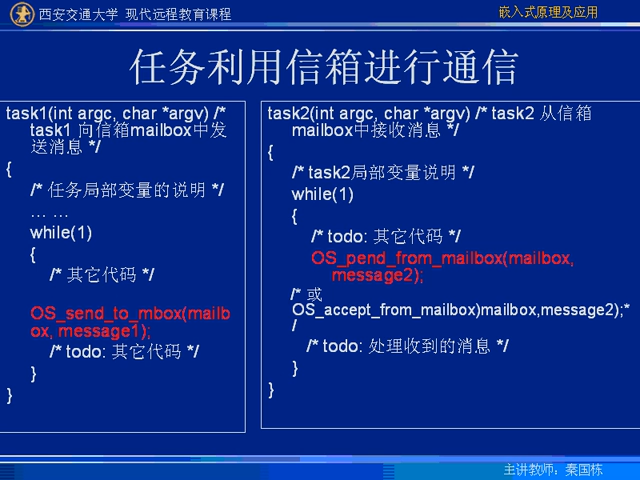 西安交通大学 现代远程教育课程
嵌入式原理及应用
任务利用信箱进行通信
task1(int argc, char *argv) /*
task1 向信箱mailbox中发
送消息 */
{
/* 任务局部变量的说明 */
... ...
while(1)
{
/* 其它代码 */
OS_send_to_mbox(mailb
ox, message1);
/* todo: 其它代码 */
}
}
task2(int argc, char *argv) /* task2 从信箱
mailbox中接收消息 */
{
/* task2局部变量说明 */
while(1)
{
/* todo: 其它代码 */
OS_pend_from_mailbox(mailbox,
message2);
/* 或
OS_accept_from_mailbox)mailbox,message2);*
/
/* todo: 处理收到的消息 */
}
}
主讲教师：秦国栋